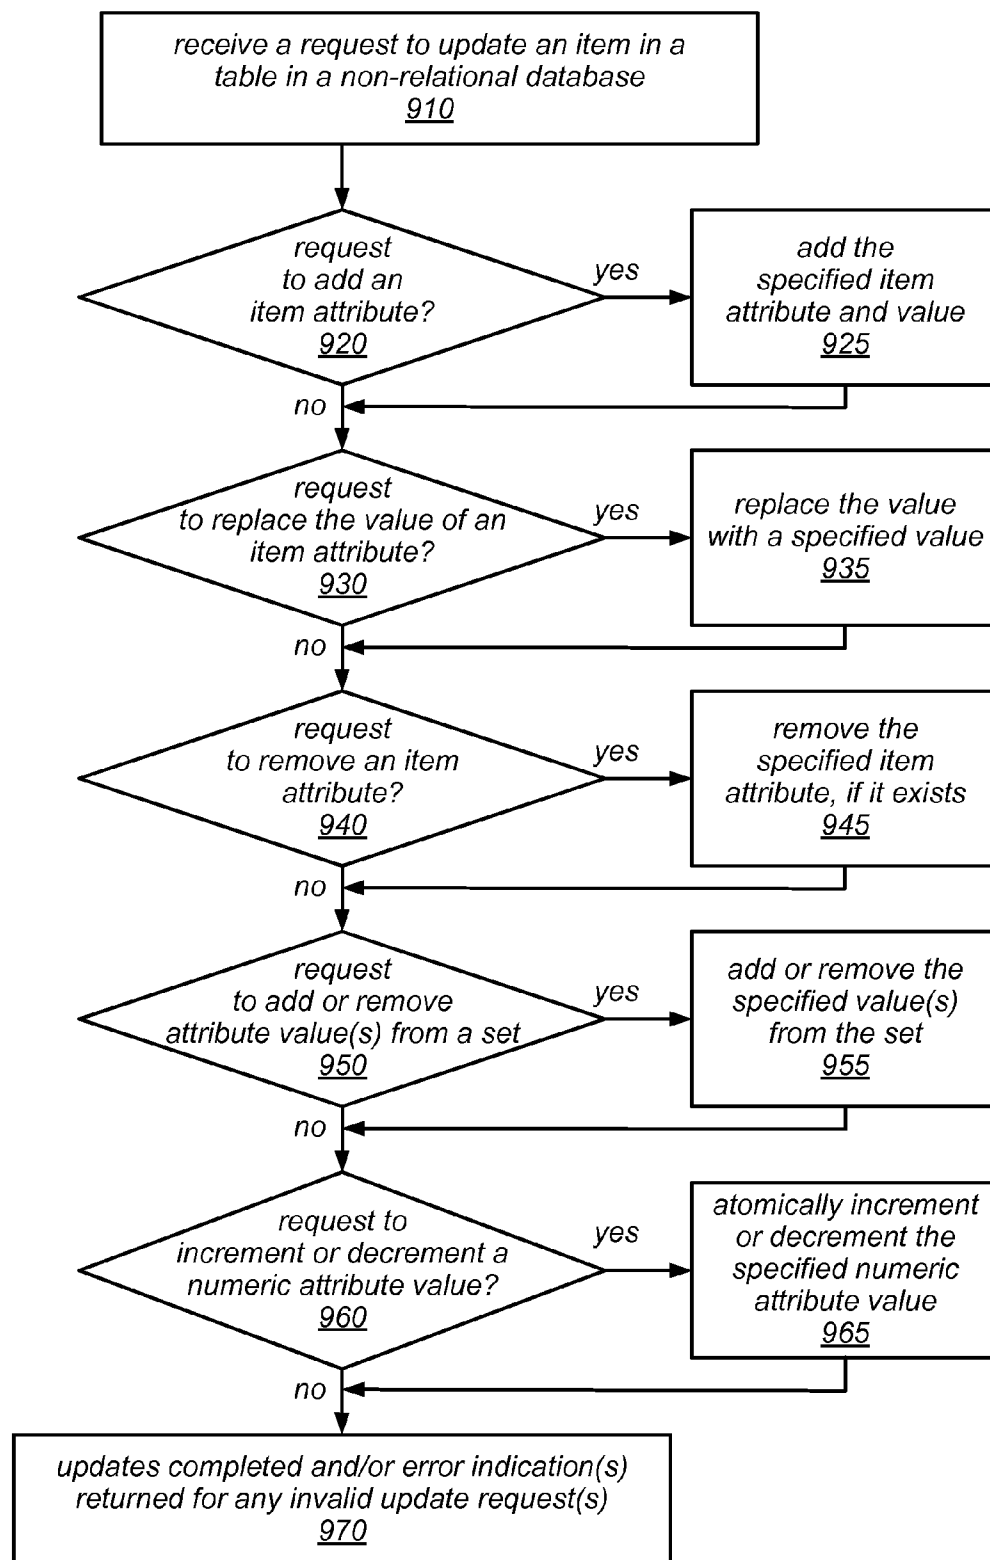 receive a request to update an item in a
table in a non-relational database
910
request
to add an
item attribute?
920
yes
add the
specified item
attribute and value
925
no
request
to replace the value of an
item attribute?
930
yes
replace the value
with a specified value
935
no
request
to remove an item
attribute?
940
yes
remove the
specified item
attribute, if it exists
945
no
request
to add or remove
attribute value(s) from a set
950
yes
add or remove the
specified value(s)
from the set
955
no
request to
increment or decrement a
numeric attribute value?
960
yes
atomically increment
or decrement the
specified numeric
attribute value
965
no
updates completed and/or error indication(s)
returned for any invalid update request(s)
970